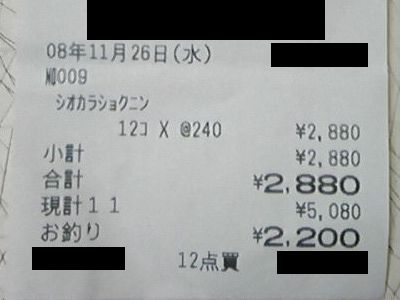 08年11月26日(水)
№009
シオカラショクニン
12コ X @240 ¥2,880
小計 ¥2,880
合計 ¥2,880
現計11 ¥5,080
お釣り ¥2,200
12点買